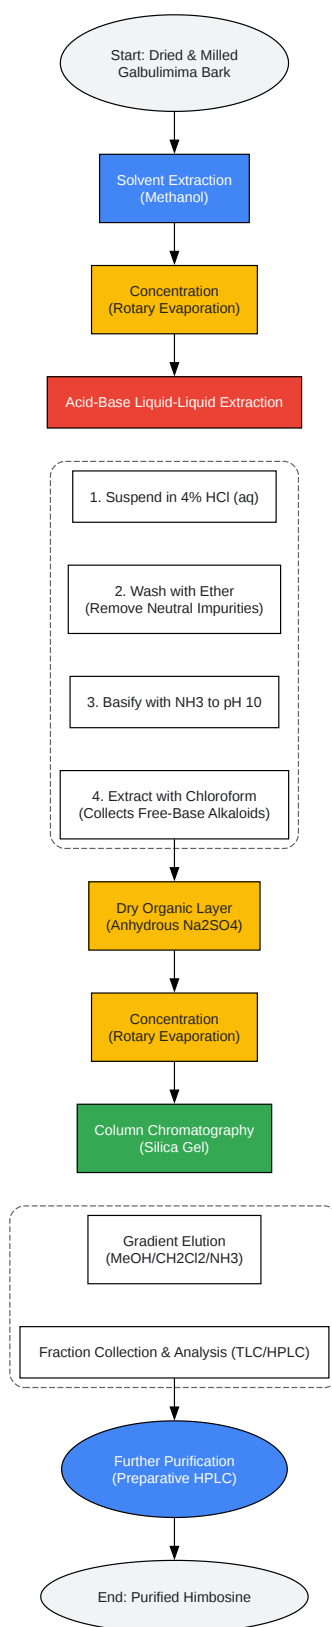 Start: Dried & Milled
Galbulimima Bark
Solvent Extraction
(Methanol)
Concentration
(Rotary Evaporation)
Acid-Base Liquid-Liquid Extraction
1. Suspend in 4% HCl (aq)
2. Wash with Ether
(Remove Neutral Impurities)
3. Basify with NH3 to pH 10
4. Extract with Chloroform
(Collects Free-Base Alkaloids)
Dry Organic Layer
(Anhydrous Na2SO4)
Concentration
(Rotary Evaporation)
Column Chromatography
(Silica Gel)
Gradient Elution
(MeOH/CH2Cl2/NH3)
Fraction Collection & Analysis (TLC/HPLC)
Further Purification
(Preparative HPLC)
End: Purified Himbosine